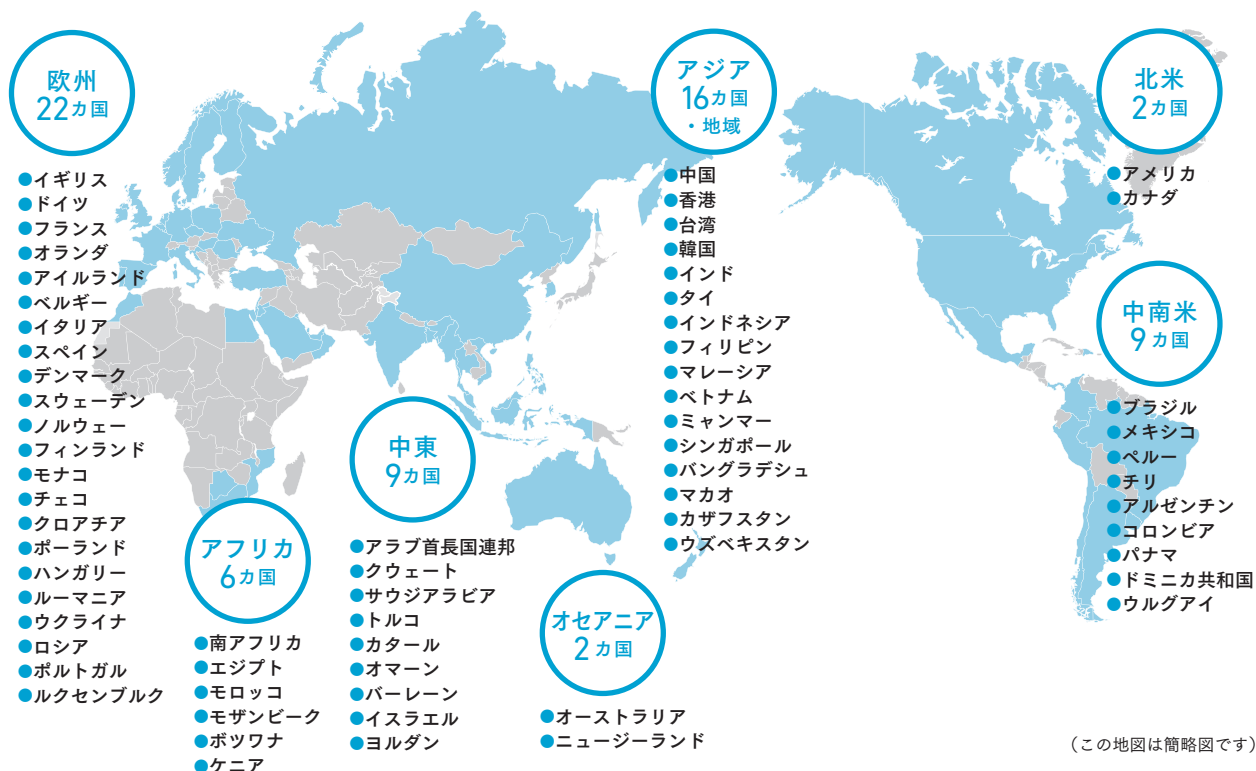 欧州
22カ国
●イギリス
●ドイツ
●フランス
●オランダ
●アイルランド
●ベルギー
●イタリア
●スペイン
●デンマーク
●スウェーデン
●ノルウェー
●フィンランド
●モナコ
●チェコ
●クロアチア
●ポーランド
●ハンガリー
●ルーマニア
●ウクライナ
●ロシア
●ポルトガル
●ルクセンブルク
アフリカ
6カ国
●南アフリカ
●エジプト
●モロッコ
●モザンビーク
●ボツワナ
●ケニア
中東
9カ国
●アラブ首長国連邦
●クウェート
●サウジアラビア
●トルコ
●カタール
●オマーン
●バーレーン
●イスラエル
●ヨルダン
オセアニア
2カ国
●オーストラリア
●ニュージーランド
アジア
16カ国
・地域
●中国
●香港
●台湾
●韓国
●インド
●タイ
●インドネシア
●フィリピン
●マレーシア
●ベトナム
●ミャンマー
●シンガポール
●バングラデシュ
●マカオ
●カザフスタン
●ウズベキスタン
北米
2カ国
●アメリカ
●カナダ
中南米
9カ国
●ブラジル
●メキシコ
●ペルー
●チリ
●アルゼンチン
●コロンビア
●パナマ
●ドミニカ共和国
●ウルグアイ
(この地図は簡略図です)